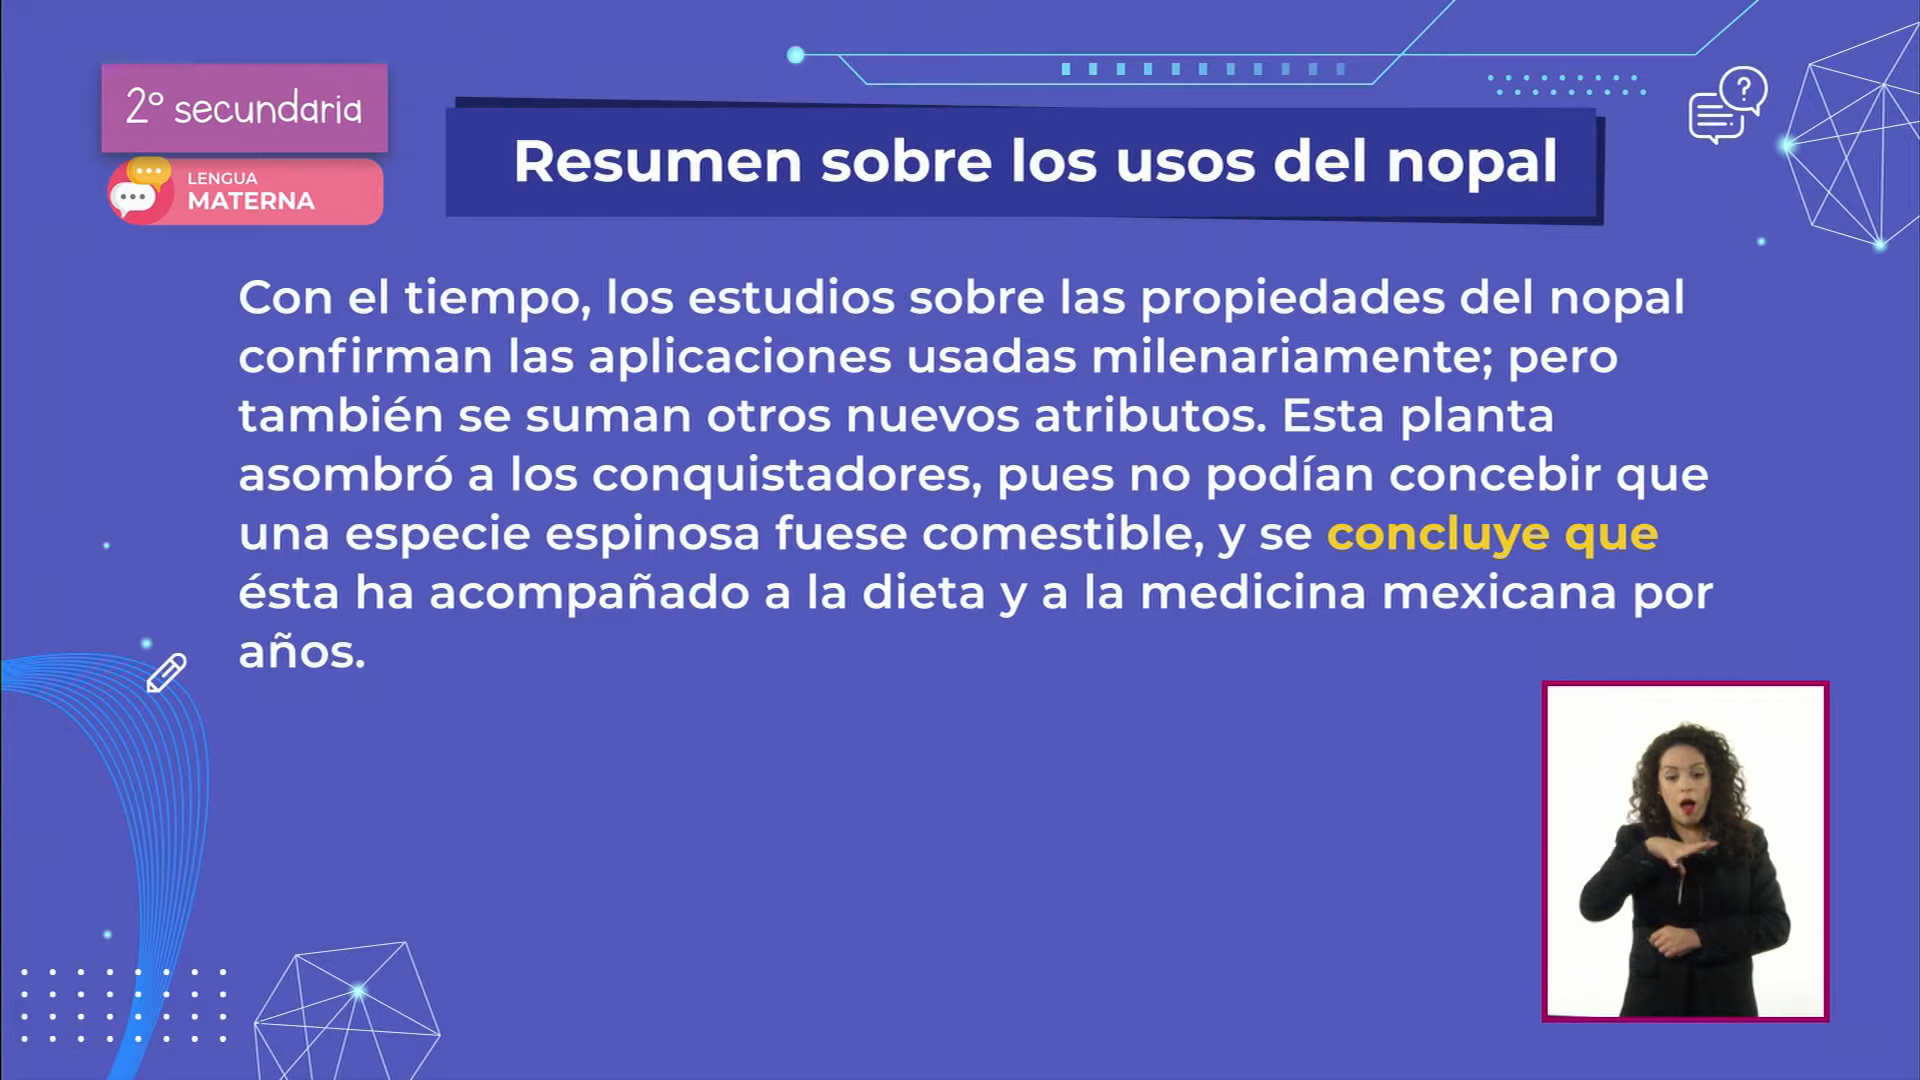 2° secundaria
LENGUA
MATERNA
Resumen sobre los usos del nopal
Con el tiempo, los estudios sobre las propiedades del nopal
confirman las aplicaciones usadas milenariamente; pero
también se suman otros nuevos atributos. Esta planta
asombró a los conquistadores, pues no podían concebir que
una especie espinosa fuese comestible, y se concluye que
ésta ha acompañado a la dieta y a la medicina mexicana por
años.